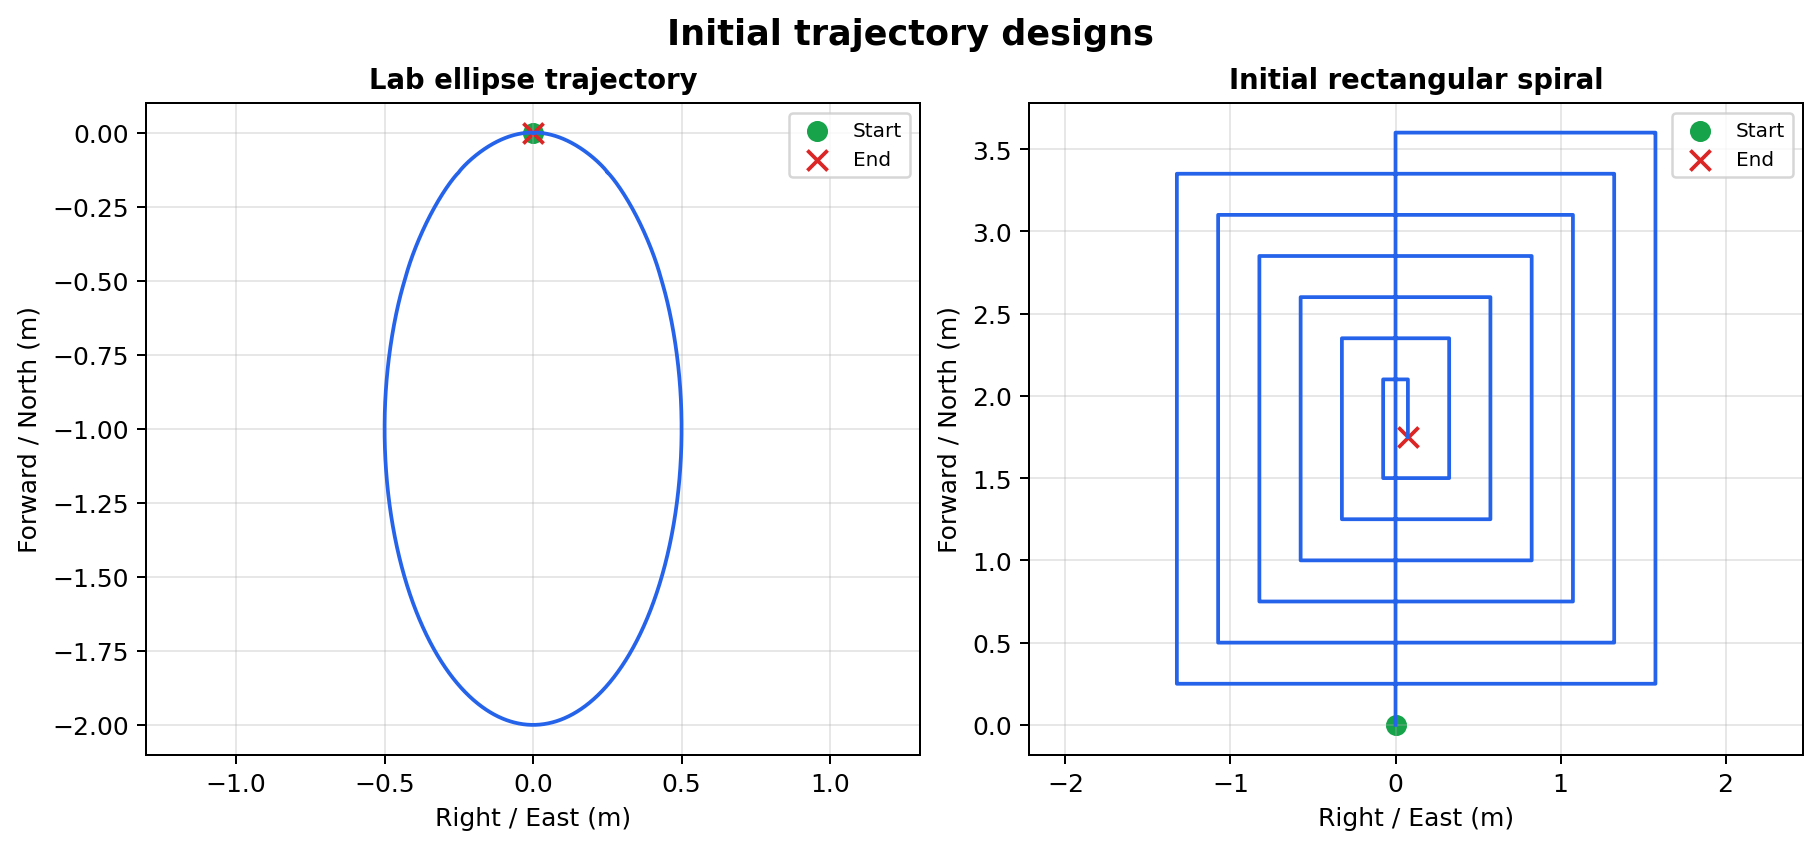 Initial trajectory designs
Lab ellipse trajectory
Start
End
0.00
−0.25
−0.50
−0.75
−1.00
−1.25
−1.50
−1.75
−2.00
Forward / North (m)
−1.0
−0.5
0.0
0.5
1.0
Right / East (m)
Initial rectangular spiral
Start
End
3.5
3.0
2.5
2.0
1.5
1.0
0.5
0.0
Forward / North (m)
−2
−1
0
1
2
Right / East (m)